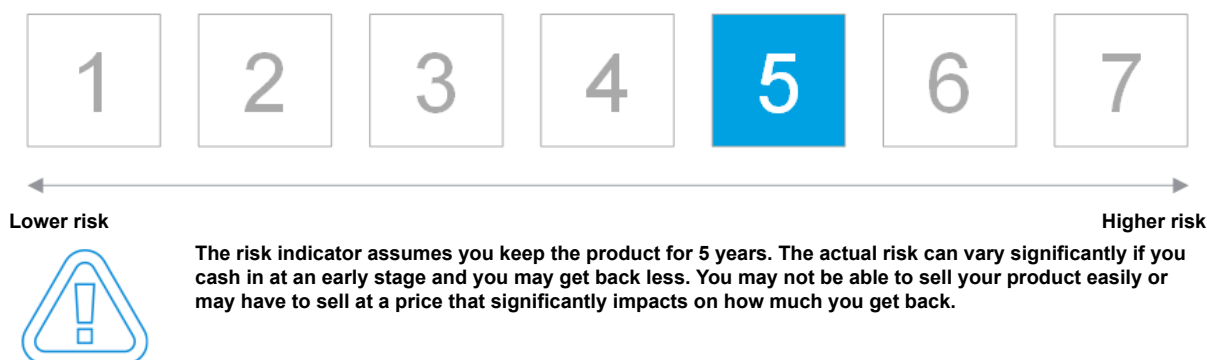 1 2 3 4 5 6 7
Lower risk Higher risk
The risk indicator assumes you keep the product for 5 years. The actual risk can vary significantly if you
cash in at an early stage and you may get back less. You may not be able to sell your product easily or
may have to sell at a price that significantly impacts on how much you get back.